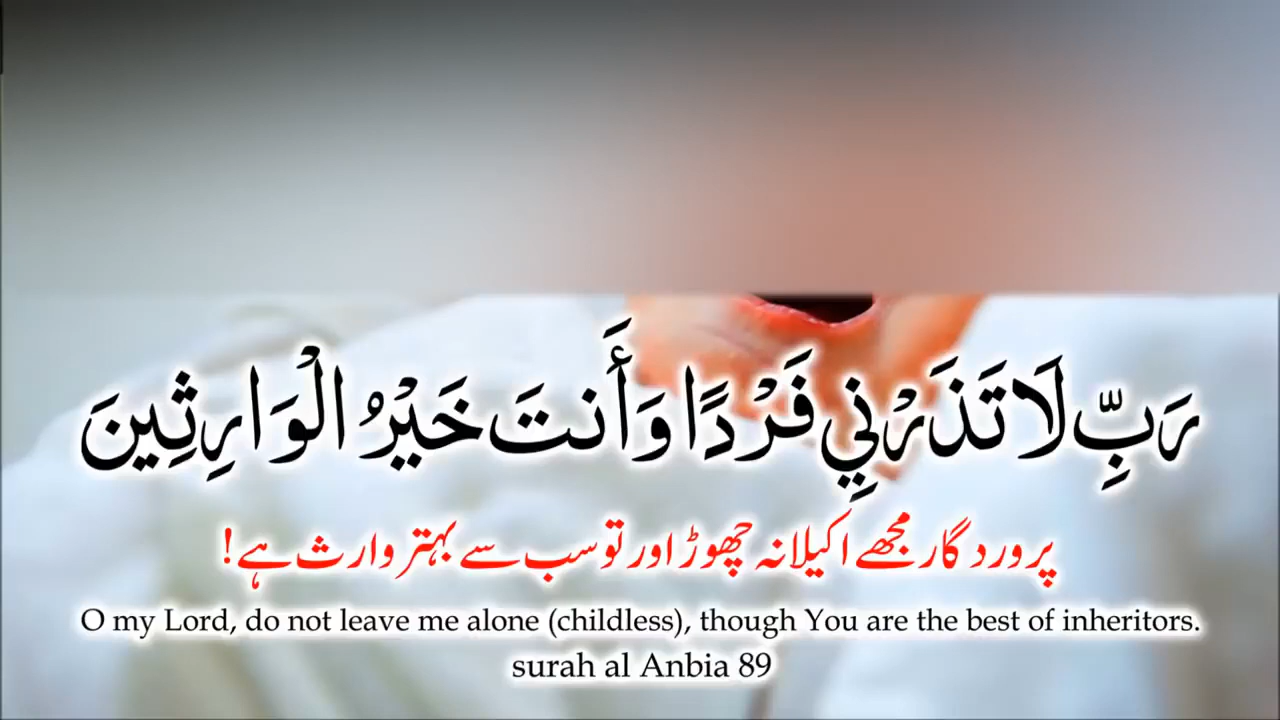 رَبِّ لَا تَذَرْنِي فَرْدًا وَأَنتَ خَيْرُ الْوَارِثِينَ
پروردگار مجھے اکیلا نہ چھوڑ اور تو سب سے بہتر وارث ہے!
O my Lord, do not leave me alone (childless), though You are the best of inheritors.
surah al Anbia 89